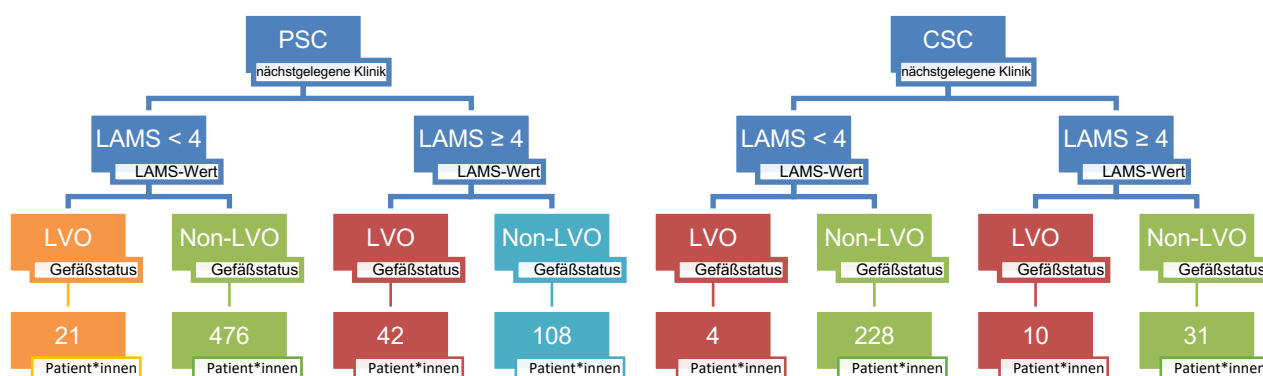 PSC
nächstgelegene Klinik
CSC
nächstgelegene Klinik
LAMS < 4
LAMS-Wert
LAMS ≥ 4
LAMS-Wert
LAMS < 4
LAMS-Wert
LAMS ≥ 4
LAMS-Wert
LVO
Gefäßstatus
Non-LVO
Gefäßstatus
LVO
Gefäßstatus
Non-LVO
Gefäßstatus
LVO
Gefäßstatus
Non-LVO
Gefäßstatus
LVO
Gefäßstatus
Non-LVO
Gefäßstatus
21
Patient*innen
476
Patient*innen
42
Patient*innen
108
Patient*innen
4
Patient*innen
228
Patient*innen
10
Patient*innen
31
Patient*innen